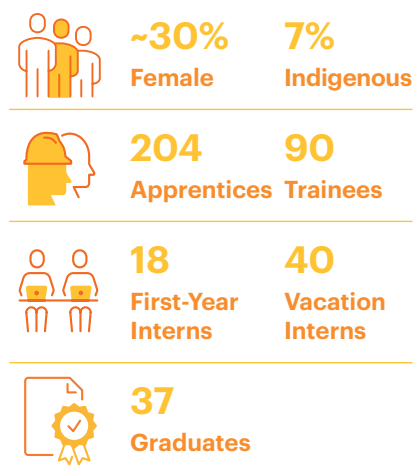 ~30% 7%
Female Indigenous
204 90
Apprentices Trainees
18 40
First-Year Vacation
Interns Interns
37
Graduates